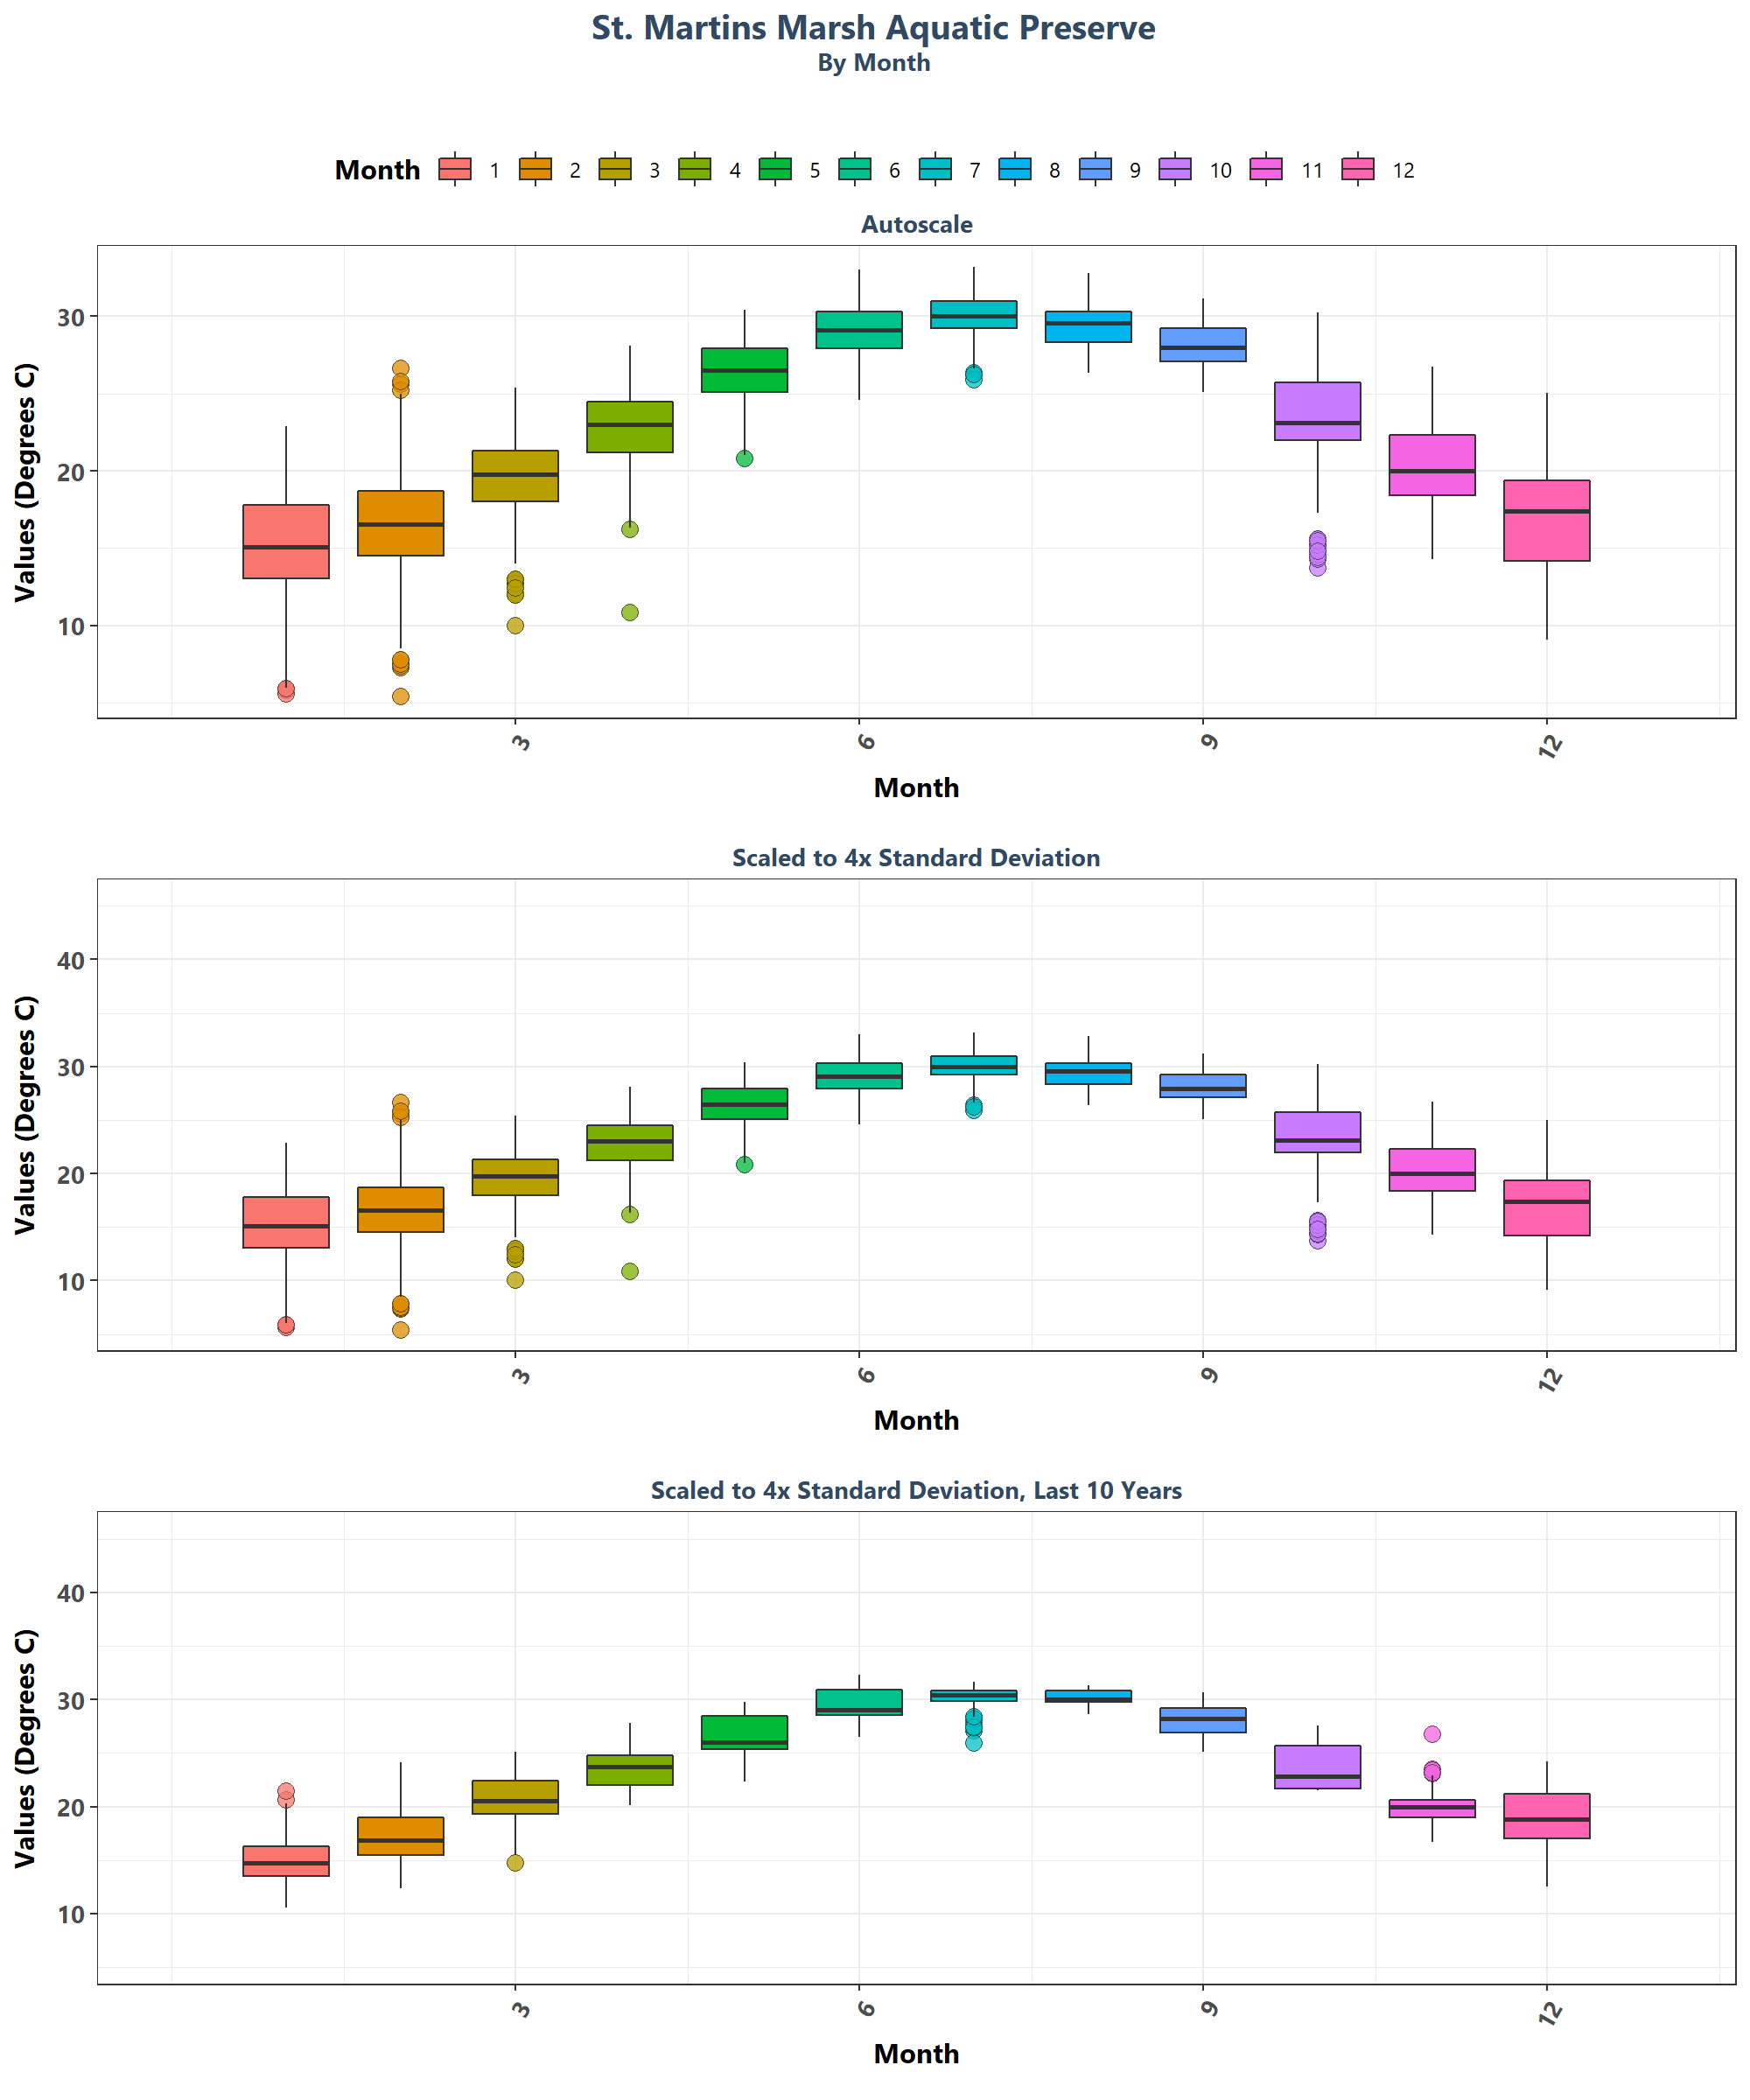 St. Martins Marsh Aquatic Preserve
By Month
Month 1 2 3 4 5 6 7 8 9 10 11 12
Autoscale
Values (Degrees C)
30
20
10
3 6 9 12
Month
Scaled to 4x Standard Deviation
Values (Degrees C)
40
30
20
10
3 6 9 12
Month
Scaled to 4x Standard Deviation, Last 10 Years
Values (Degrees C)
40
30
20
10
3 6 9 12
Month